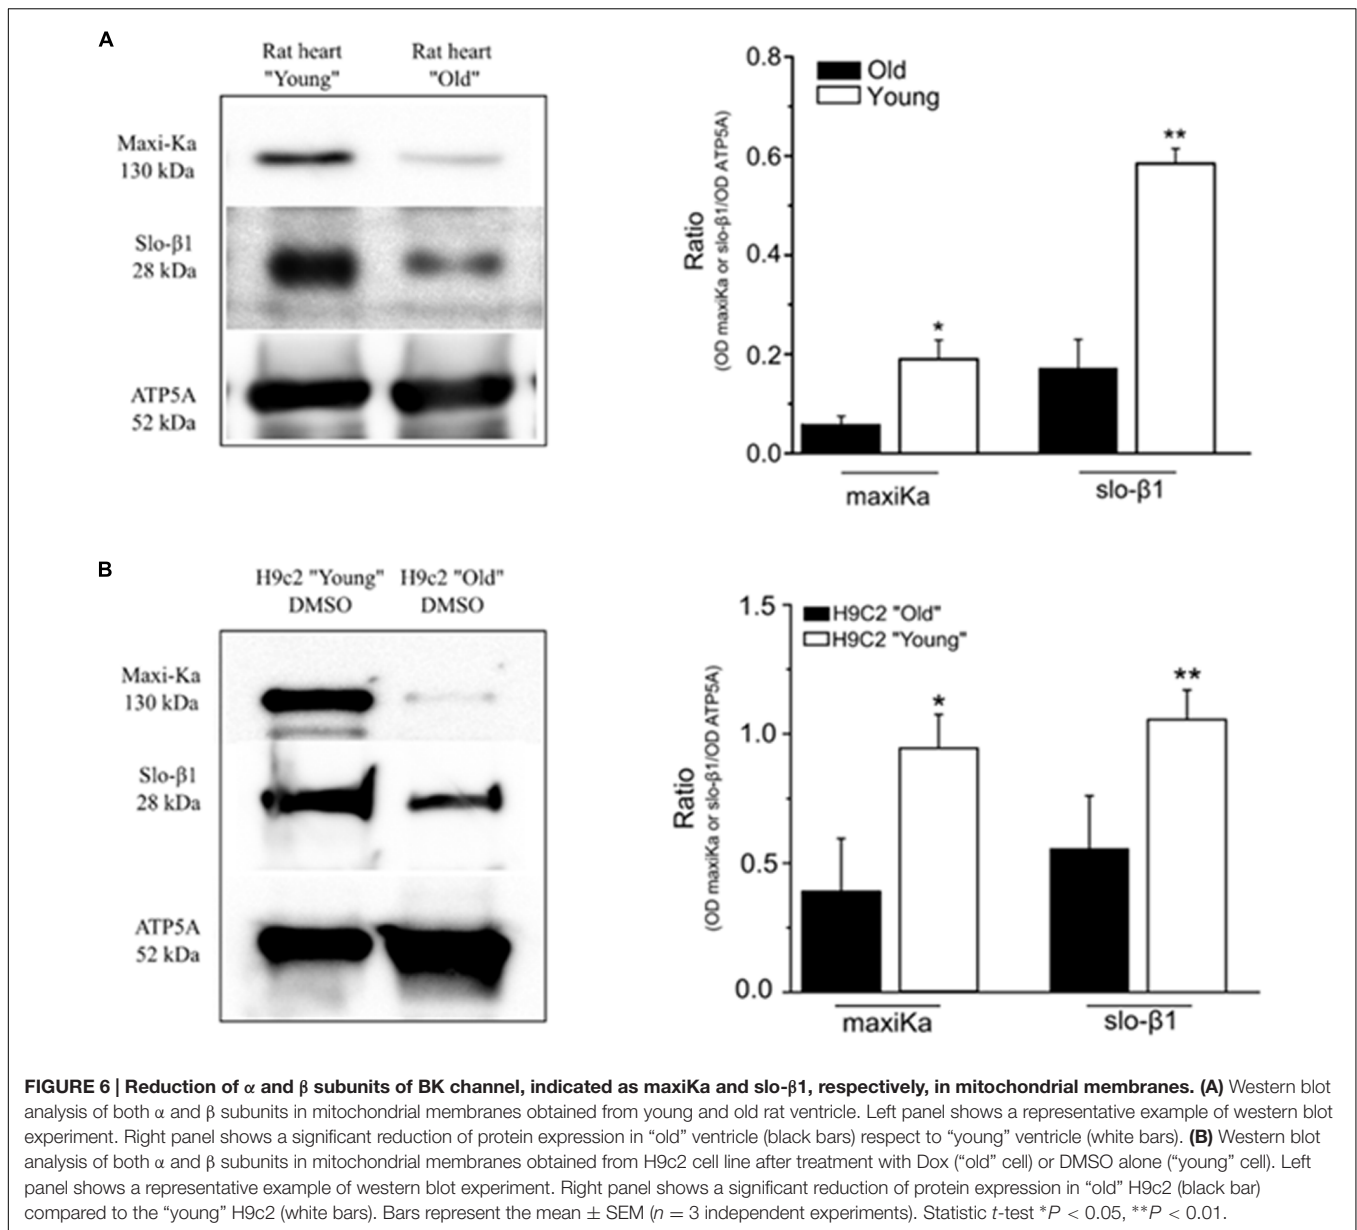 A
Rat heart
"Young"
Rat heart
"Old"
Maxi-Ka
130 kDa
Slo-β1
28 kDa
ATP5A
52 kDa
Old
Young
0.8
0.6
0.4
0.2
0.0
Ratio
(OD maxiKa or slo-β1/OD ATP5A)
*
**
maxiKa
slo-β1
B
H9c2 "Young"
DMSO
H9c2 "Old"
DMSO
Maxi-Ka
130 kDa
Slo-β1
28 kDa
ATP5A
52 kDa
H9C2 "Old"
H9C2 "Young"
1.5
1.0
0.5
0.0
Ratio
(OD maxiKa or slo-β1/OD ATP5A)
*
**
maxiKa
slo-β1
FIGURE 6 | Reduction of α and β subunits of BK channel, indicated as maxiKa and slo-β1, respectively, in mitochondrial membranes. (A) Western blot
analysis of both α and β subunits in mitochondrial membranes obtained from young and old rat ventricle. Left panel shows a representative example of western blot
experiment. Right panel shows a significant reduction of protein expression in “old” ventricle (black bars) respect to “young” ventricle (white bars). (B) Western blot
analysis of both α and β subunits in mitochondrial membranes obtained from H9c2 cell line after treatment with Dox (“old” cell) or DMSO alone (“young” cell). Left
panel shows a representative example of western blot experiment. Right panel shows a significant reduction of protein expression in “old” H9c2 (black bar)
compared to the “young” H9c2 (white bars). Bars represent the mean ± SEM (n = 3 independent experiments). Statistic t-test *P < 0.05, **P < 0.01.